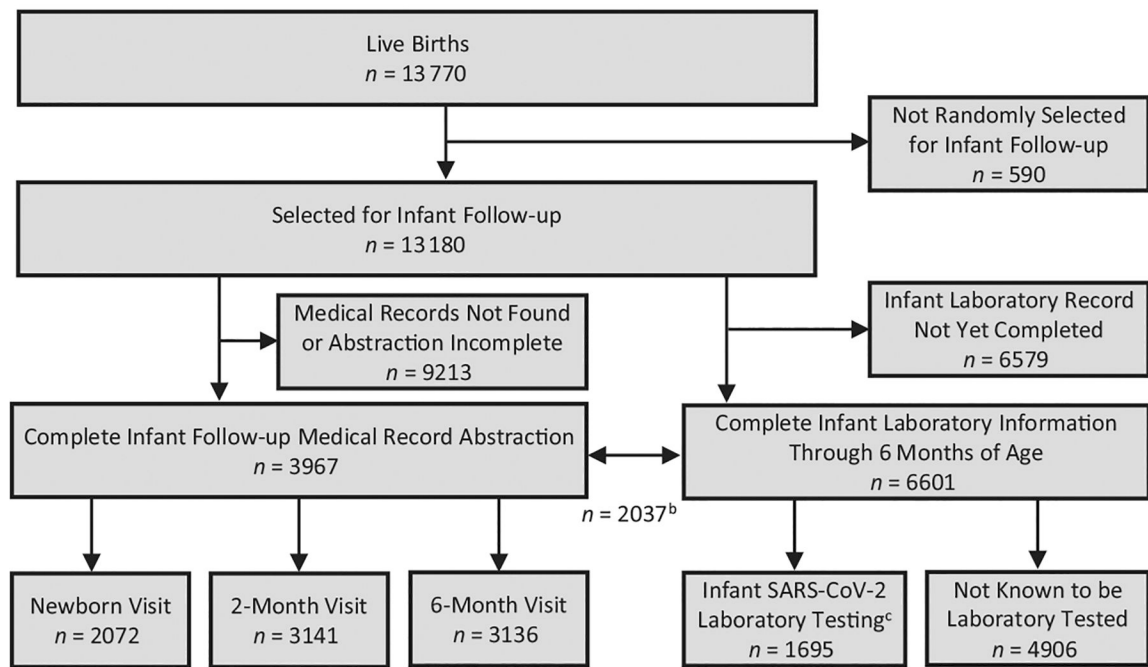 Live Births
n = 13 770
Not Randomly Selected
for Infant Follow-up
n = 590
Selected for Infant Follow-up
n = 13 180
Medical Records Not Found
or Abstraction Incomplete
n = 9213
Infant Laboratory Record
Not Yet Completed
n = 6579
Complete Infant Follow-up Medical Record Abstraction
n = 3967
Complete Infant Laboratory Information
Through 6 Months of Age
n = 6601
n = 2037ᵇ
Newborn Visit
n = 2072
2-Month Visit
n = 3141
6-Month Visit
n = 3136
Infant SARS-CoV-2
Laboratory Testingᶜ
n = 1695
Not Known to be
Laboratory Tested
n = 4906